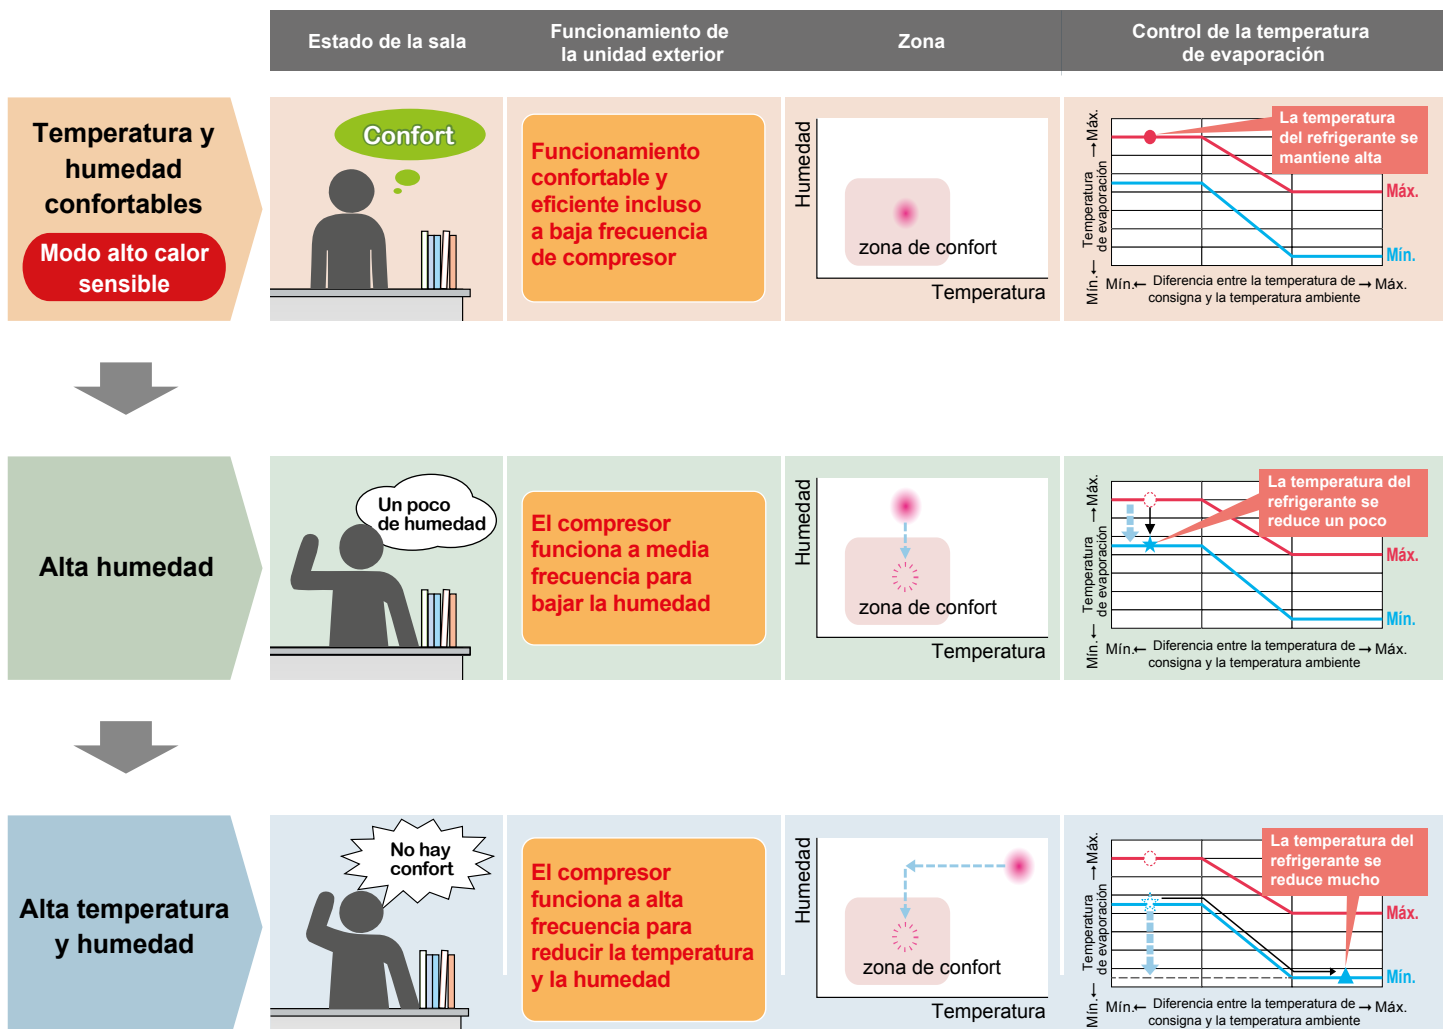 Estado de la sala
Funcionamiento de
la unidad exterior
Zona
Control de la temperatura
de evaporación
Temperatura y
humedad
confortables
Modo alto calor
sensible
Confort
Funcionamiento
confortable y
eficiente incluso
a baja frecuencia
de compresor
Humedad
zona de confort
Temperatura
La temperatura
del refrigerante se
mantiene alta
Mín.← Temperatura →Máx.
de evaporación
Máx.
Mín.
Mín.← Diferencia entre la temperatura de → Máx.
consigna y la temperatura ambiente
Alta humedad
Un poco
de humedad
El compresor
funciona a media
frecuencia para
bajar la humedad
Humedad
zona de confort
Temperatura
La temperatura del
refrigerante se
reduce un poco
Mín.← Temperatura →Máx.
de evaporación
Máx.
Mín.
Mín.← Diferencia entre la temperatura de → Máx.
consigna y la temperatura ambiente
Alta temperatura
y humedad
No hay
confort
El compresor
funciona a alta
frecuencia para
reducir la temperatura
y la humedad
Humedad
zona de confort
Temperatura
La temperatura del
refrigerante se
reduce mucho
Mín.← Temperatura →Máx.
de evaporación
Máx.
Mín.
Mín.← Diferencia entre la temperatura de → Máx.
consigna y la temperatura ambiente